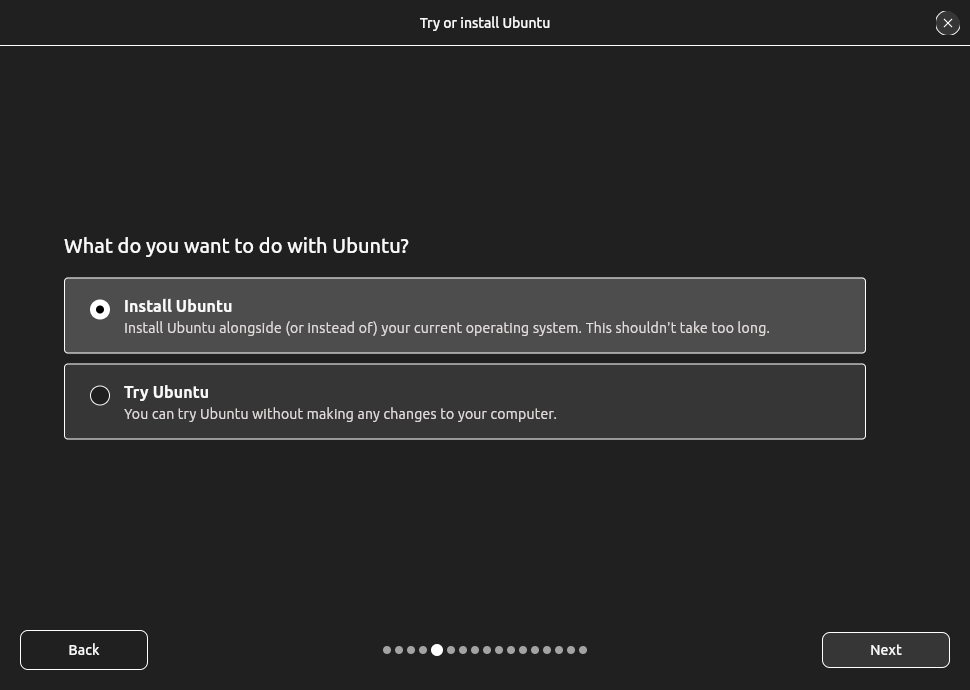 Try or install Ubuntu
What do you want to do with Ubuntu?
Install Ubuntu
Install Ubuntu alongside (or instead of) your current operating system. This shouldn't take too long.
Try Ubuntu
You can try Ubuntu without making any changes to your computer.
Back
Next